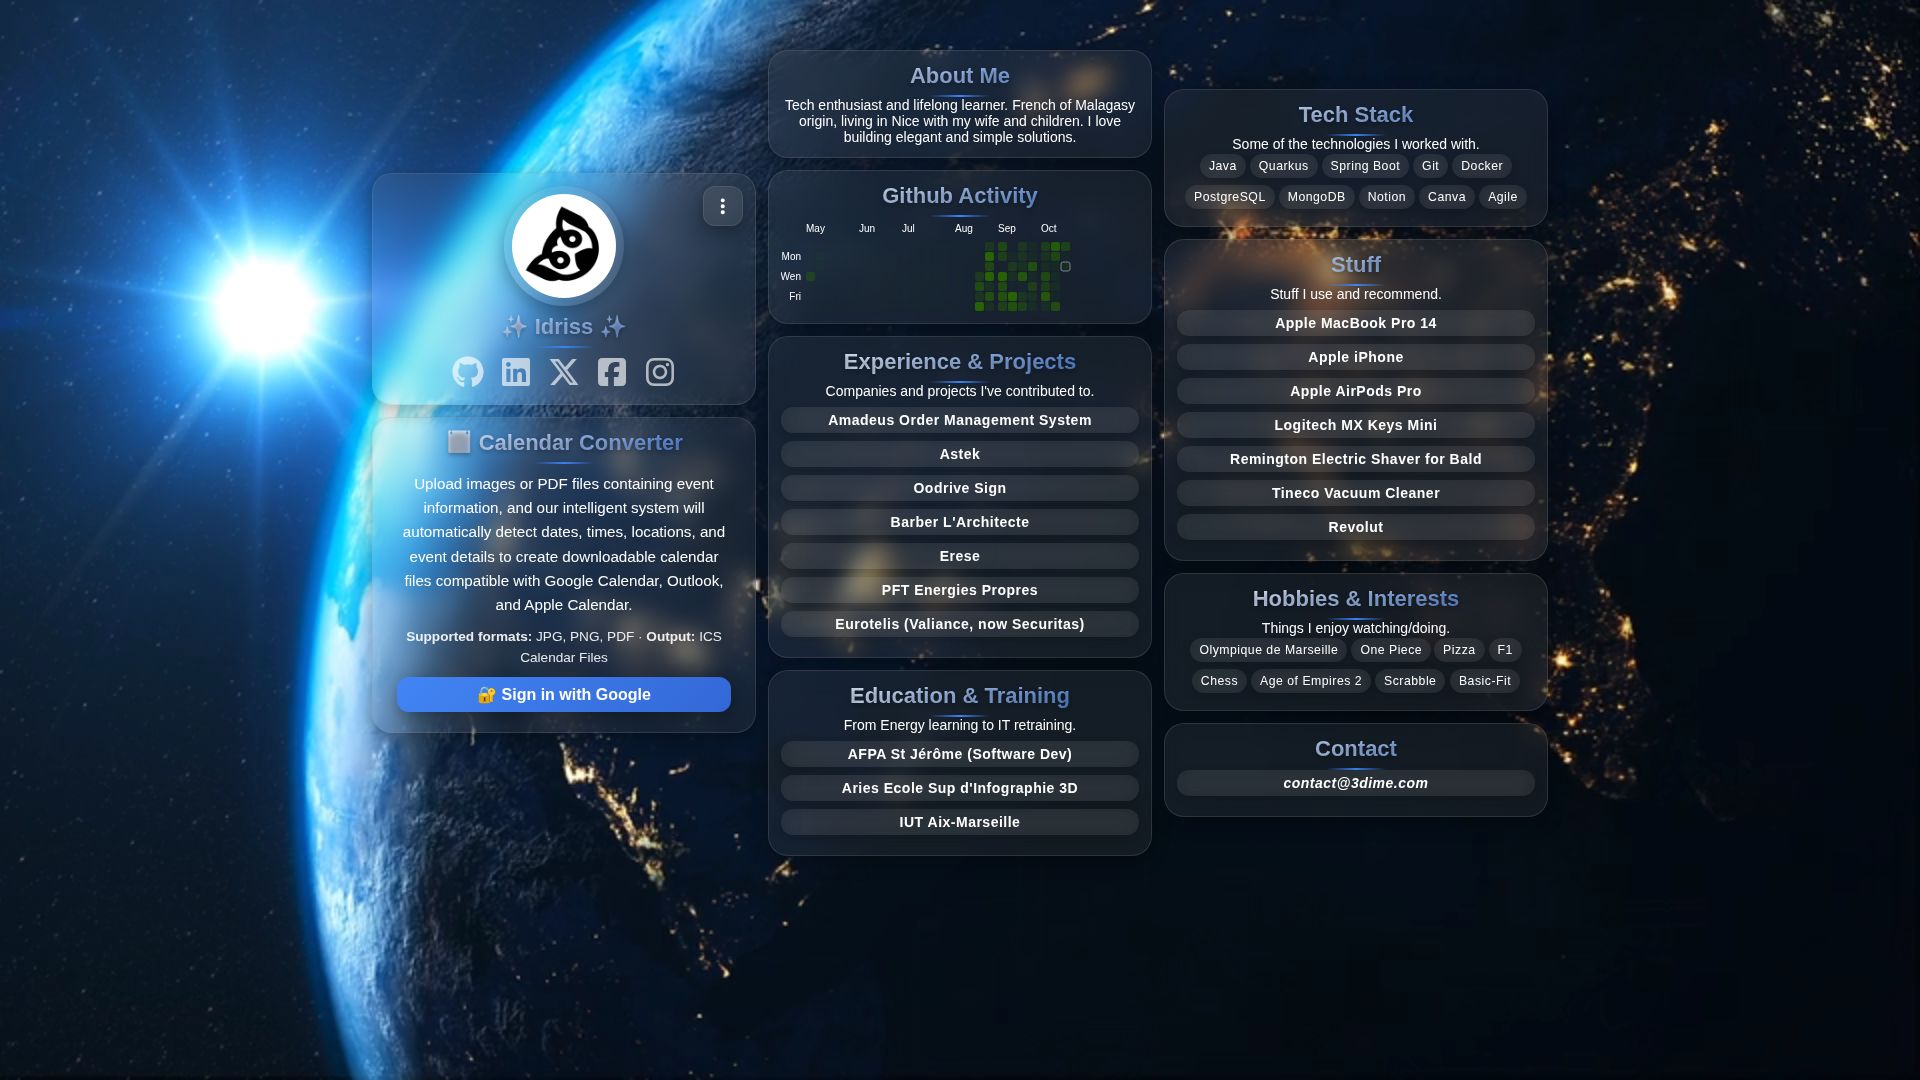 ✨ Idriss ✨
Calendar Converter
Upload images or PDF files containing event
information, and our intelligent system will
automatically detect dates, times, locations, and
event details to create downloadable calendar
files compatible with Google Calendar, Outlook,
and Apple Calendar.
Supported formats: JPG, PNG, PDF · Output: ICS
Calendar Files
🔐 Sign in with Google
About Me
Tech enthusiast and lifelong learner. French of Malagasy
origin, living in Nice with my wife and children. I love
building elegant and simple solutions.
Github Activity
May Jun Jul Aug Sep Oct
Mon
Wen
Fri
Experience & Projects
Companies and projects I've contributed to.
Amadeus Order Management System
Astek
Oodrive Sign
Barber L'Architecte
Erese
PFT Energies Propres
Eurotelis (Valiance, now Securitas)
Education & Training
From Energy learning to IT retraining.
AFPA St Jérôme (Software Dev)
Aries Ecole Sup d'Infographie 3D
IUT Aix-Marseille
Tech Stack
Some of the technologies I worked with.
Java Quarkus Spring Boot Git Docker
PostgreSQL MongoDB Notion Canva Agile
Stuff
Stuff I use and recommend.
Apple MacBook Pro 14
Apple iPhone
Apple AirPods Pro
Logitech MX Keys Mini
Remington Electric Shaver for Bald
Tineco Vacuum Cleaner
Revolut
Hobbies & Interests
Things I enjoy watching/doing.
Olympique de Marseille One Piece Pizza F1
Chess Age of Empires 2 Scrabble Basic-Fit
Contact
contact@3dime.com